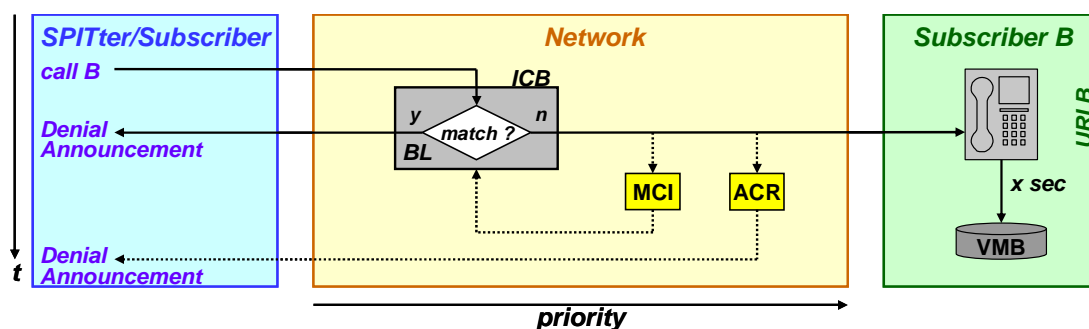 SPITter/Subscriber
Network
Subscriber B
call B
ICB
y
n
match ?
BL
Denial
Announcement
URI B
MCI
ACR
x sec
VMB
Denial
Announcement
t
priority